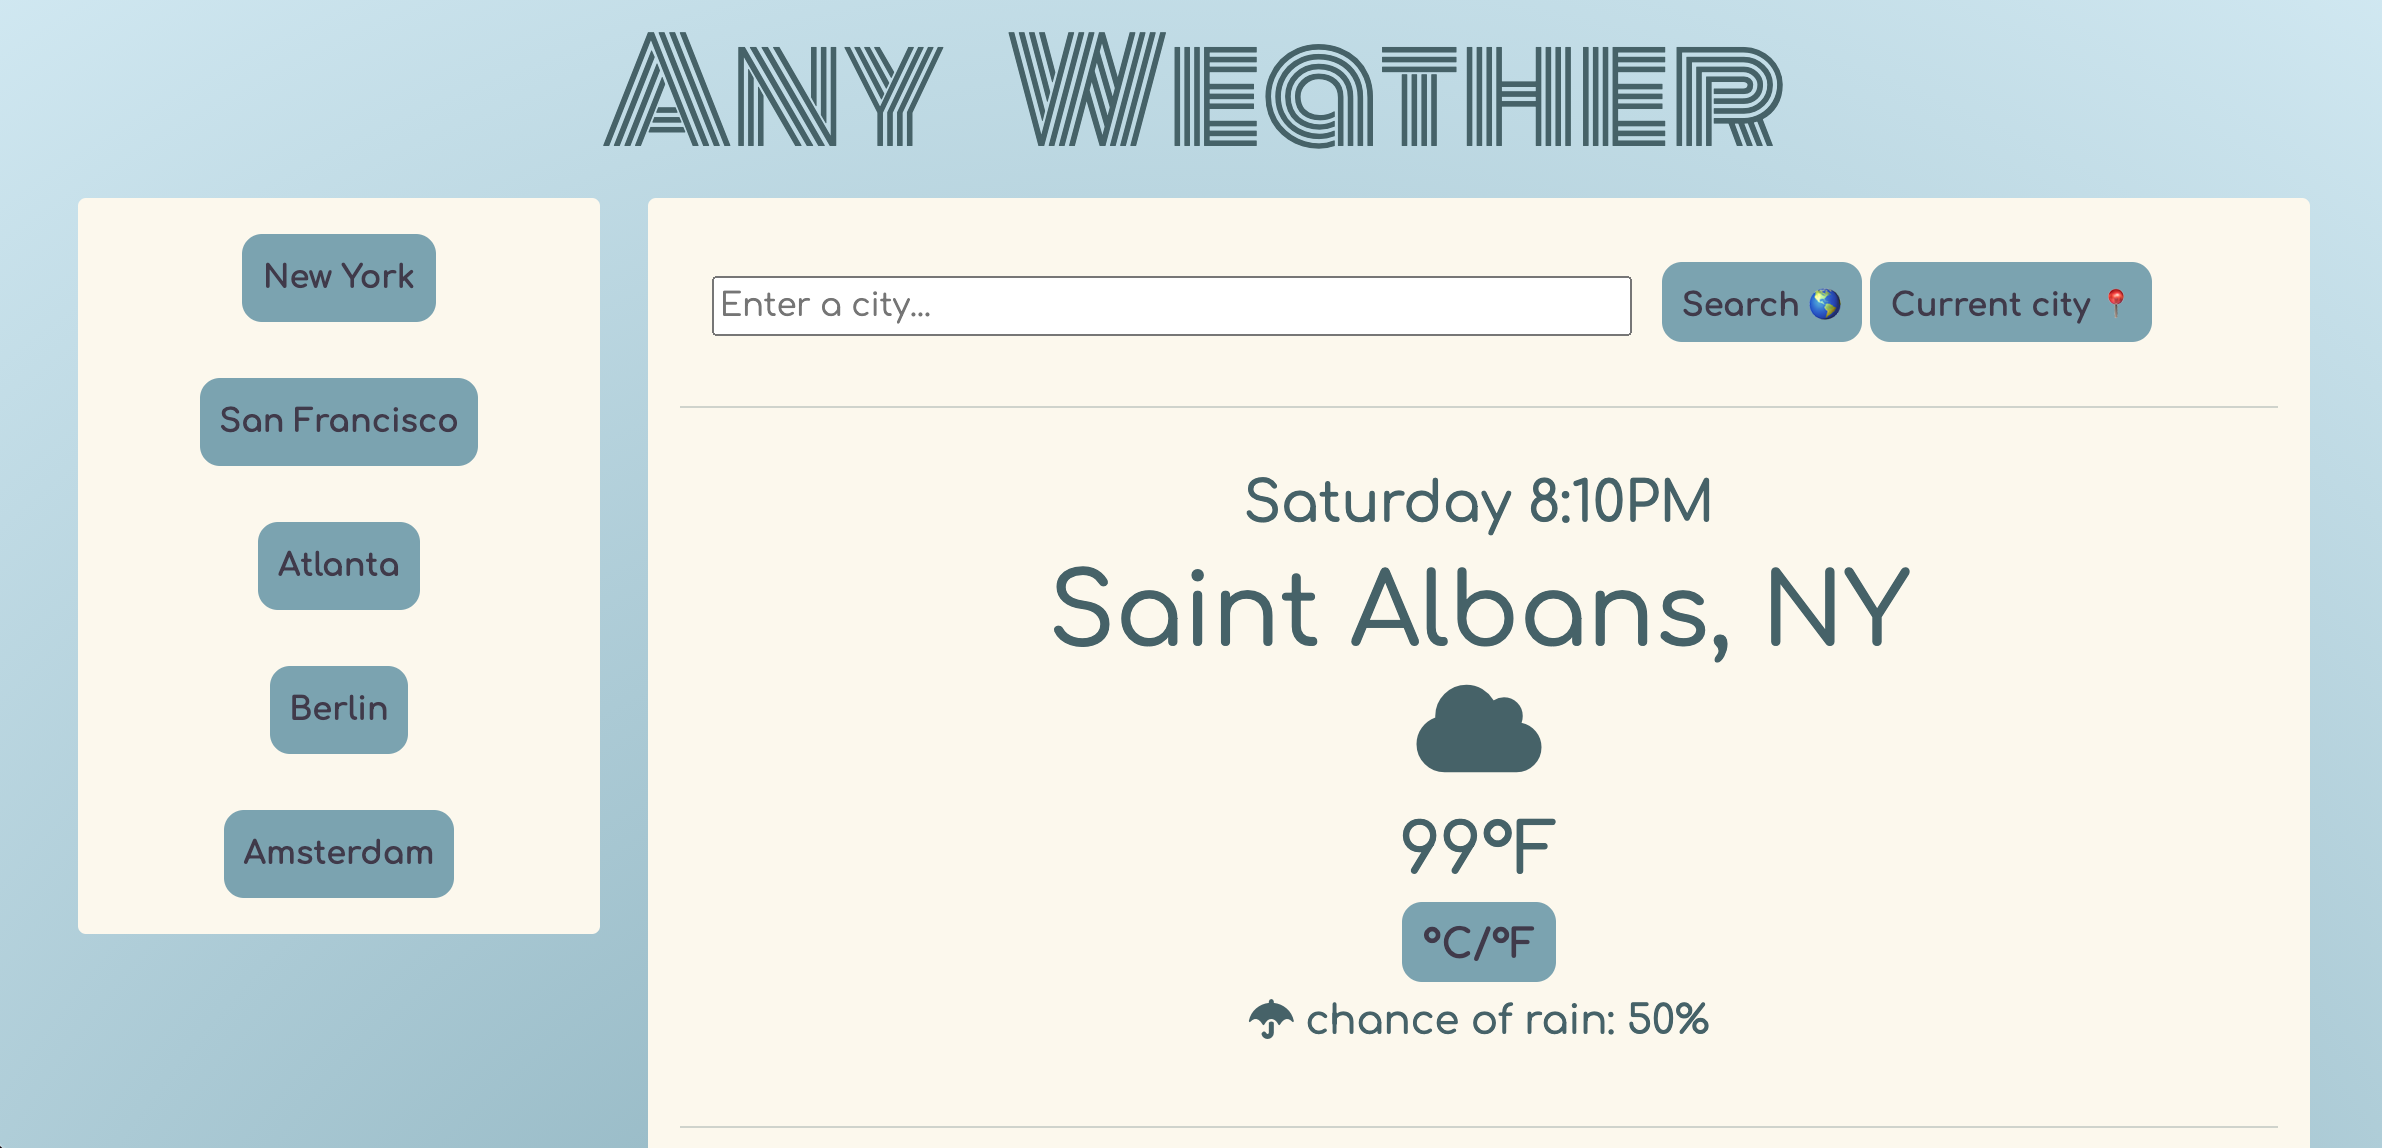 Any Weather
New York
San Francisco
Atlanta
Berlin
Amsterdam
Enter a city...
Search 🌎 Current city 📍
Saturday 8:10PM
Saint Albans, NY
99°F
°C/°F
chance of rain: 50%